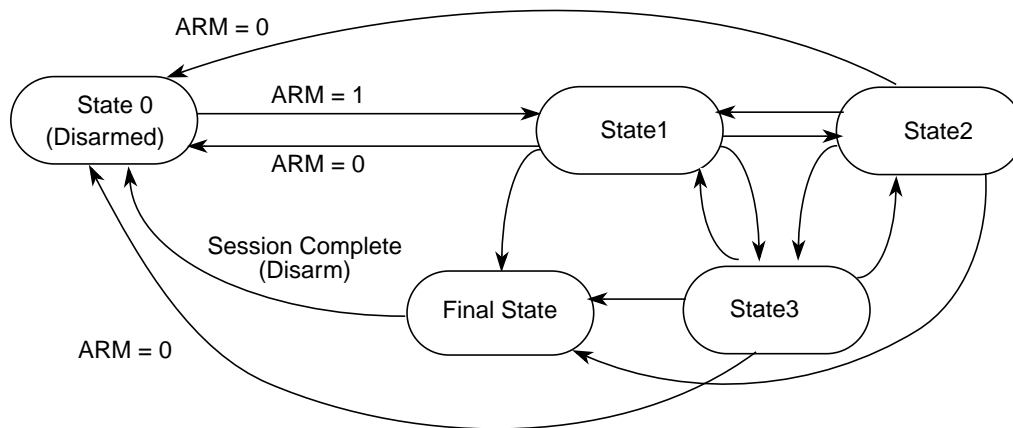 ARM = 0
State 0
(Disarmed)
ARM = 1
State1
State2
ARM = 0
Session Complete
(Disarm)
Final State
State3
ARM = 0